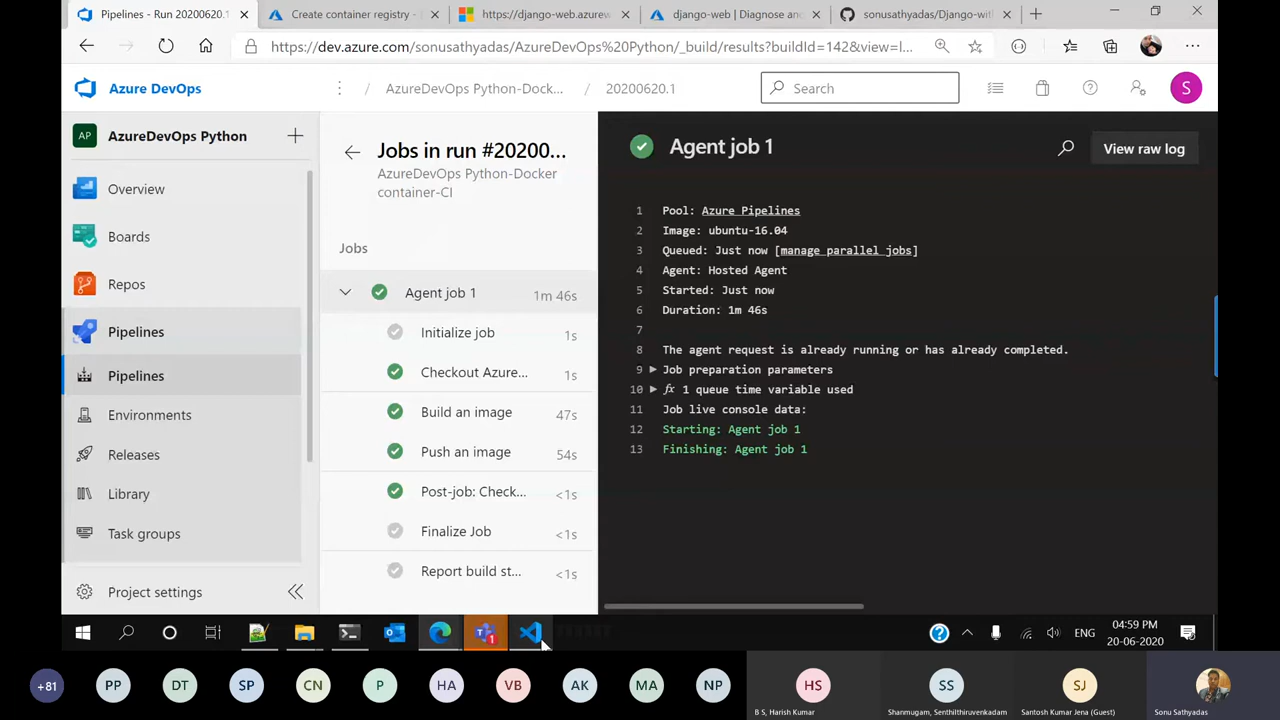 Pipelines - Run 20200620.1
Create container registry -
https://django-web.azurew
django-web | Diagnose an
sonusathyadas/Django-wit
https://dev.azure.com/sonusathyadas/AzureDevOps%20Python/_build/results?buildId=142&view=l...
Azure DevOps
/ AzureDevOps Python-Dock... / 20200620.1
Search
S
AP AzureDevOps Python
Overview
Boards
Repos
Pipelines
Pipelines
Environments
Releases
Library
Task groups
Project settings
Jobs in run #20200...
AzureDevOps Python-Docker
container-CI
Jobs
Agent job 1 1m 46s
Initialize job 1s
Checkout Azure... 1s
Build an image 47s
Push an image 54s
Post-job: Check... <1s
Finalize Job <1s
Report build st... <1s
Agent job 1
View raw log
1 Pool: Azure Pipelines
2 Image: ubuntu-16.04
3 Queued: Just now [manage parallel jobs]
4 Agent: Hosted Agent
5 Started: Just now
6 Duration: 1m 46s
7
8 The agent request is already running or has already completed.
9 Job preparation parameters
10 fx 1 queue time variable used
11 Job live console data:
12 Starting: Agent job 1
13 Finishing: Agent job 1
1
ENG
04:59 PM
20-06-2020
+81
PP
DT
SP
CN
P
HA
VB
AK
MA
NP
HS
B S, Harish Kumar
SS
Shanmugam, Senthilthiruvenkadam
SJ
Santosh Kumar Jena (Guest)
Sonu Sathyadas